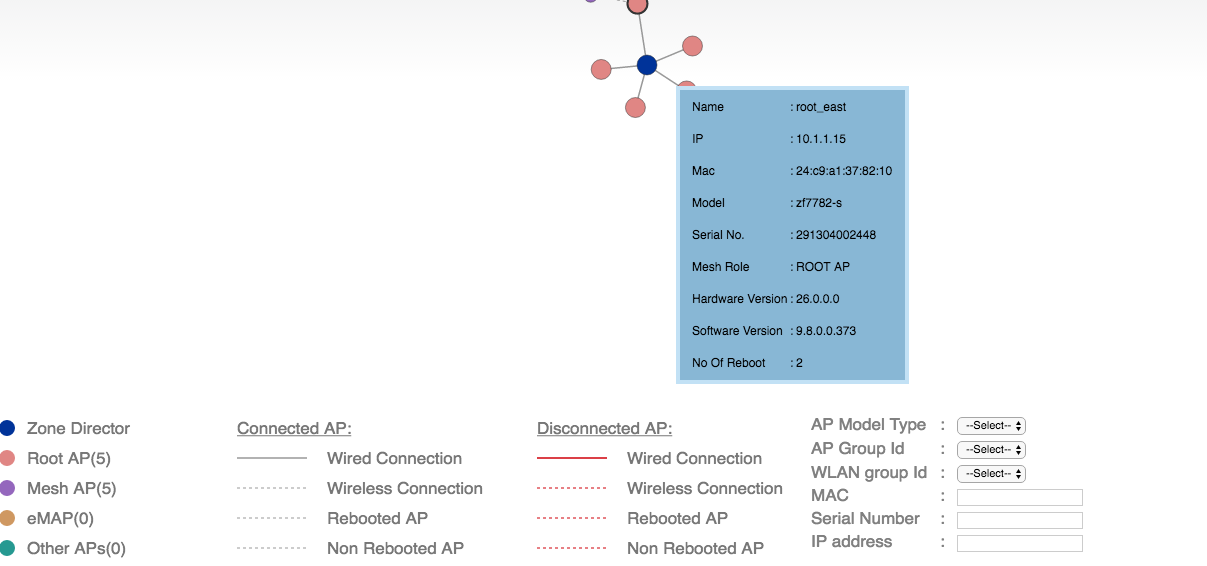 Name : root_east
IP : 10.1.1.15
Mac : 24:c9:a1:37:82:10
Model : zf7782-s
Serial No. : 291304002448
Mesh Role : ROOT AP
Hardware Version : 26.0.0.0
Software Version : 9.8.0.0.373
No Of Reboot : 2
Zone Director
Root AP(5)
Mesh AP(5)
eMAP(0)
Other APs(0)
Connected AP:
Wired Connection
Wireless Connection
Rebooted AP
Non Rebooted AP
Disconnected AP:
Wired Connection
Wireless Connection
Rebooted AP
Non Rebooted AP
AP Model Type : --Select--
AP Group Id : --Select--
WLAN group Id : --Select--
MAC :
Serial Number :
IP address :